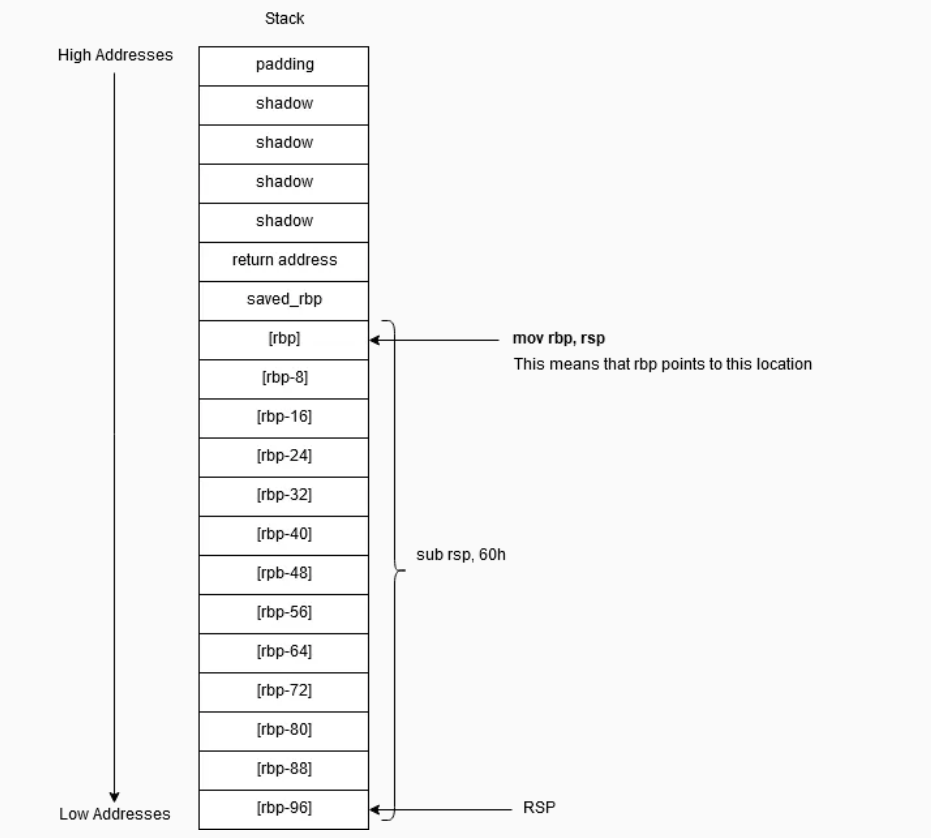 Stack
High Addresses
padding
shadow
shadow
shadow
shadow
return address
saved_rbp
[rbp]
mov rbp, rsp
This means that rbp points to this location
[rbp-8]
[rbp-16]
[rbp-24]
[rbp-32]
[rbp-40]
sub rsp, 60h
[rpb-48]
[rbp-56]
[rbp-64]
[rbp-72]
[rbp-80]
[rbp-88]
[rbp-96]
RSP
Low Addresses